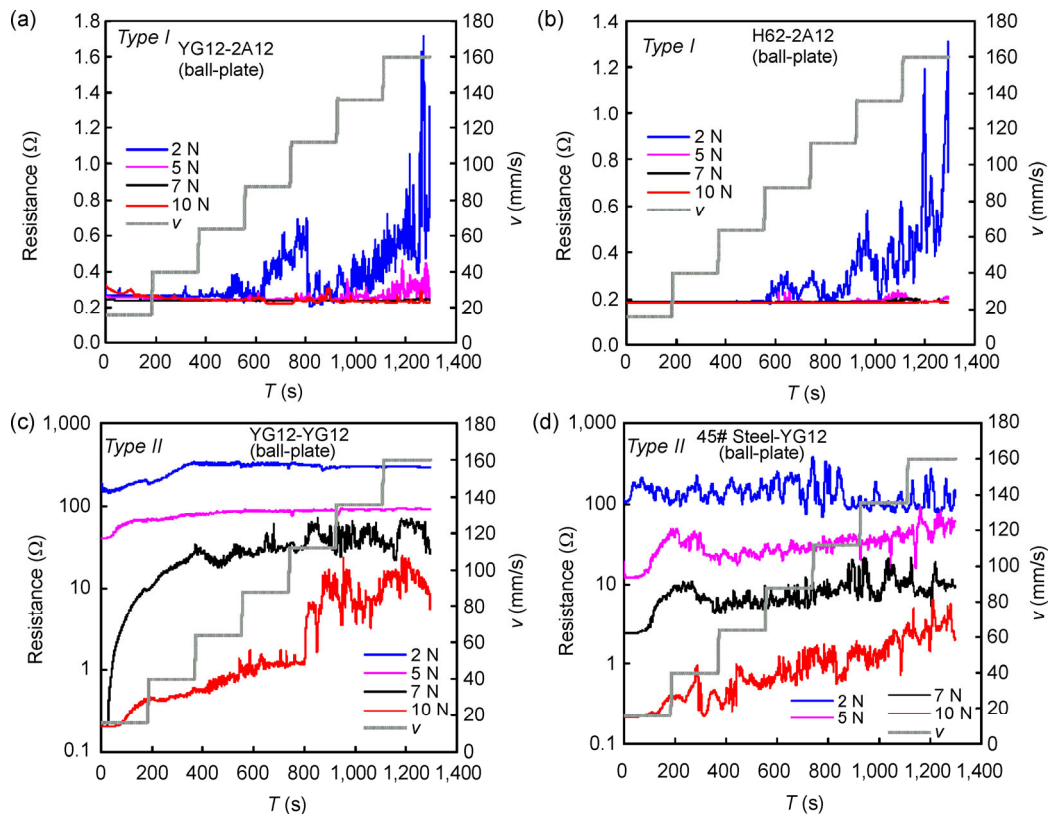 (a)
Type I
YG12-2A12
(ball-plate)
1.8
1.6
1.4
1.2
1.0
0.8
0.6
0.4
0.2
0.0
Resistance (Ω)
2 N
5 N
7 N
10 N
v
180
160
140
120
100
80
60
40
20
0
v (mm/s)
0 200 400 600 800 1,000 1,200 1,400
T (s)
(b)
Type I
H62-2A12
(ball-plate)
1.4
1.2
1.0
0.8
0.6
0.4
0.2
0.0
Resistance (Ω)
2 N
5 N
7 N
10 N
v
180
160
140
120
100
80
60
40
20
0
v (mm/s)
0 200 400 600 800 1,000 1,200 1,400
T (s)
(c)
Type II
YG12-YG12
(ball-plate)
1,000
100
10
1
0.1
Resistance (Ω)
2 N
5 N
7 N
10 N
v
180
160
140
120
100
80
60
40
20
0
v (mm/s)
0 200 400 600 800 1,000 1,200 1,400
T (s)
(d)
Type II
45# Steel-YG12
(ball-plate)
1,000
100
10
1
0.1
Resistance (Ω)
2 N
5 N
7 N
10 N
v
180
160
140
120
100
80
60
40
20
0
v (mm/s)
0 200 400 600 800 1,000 1,200 1,400
T (s)